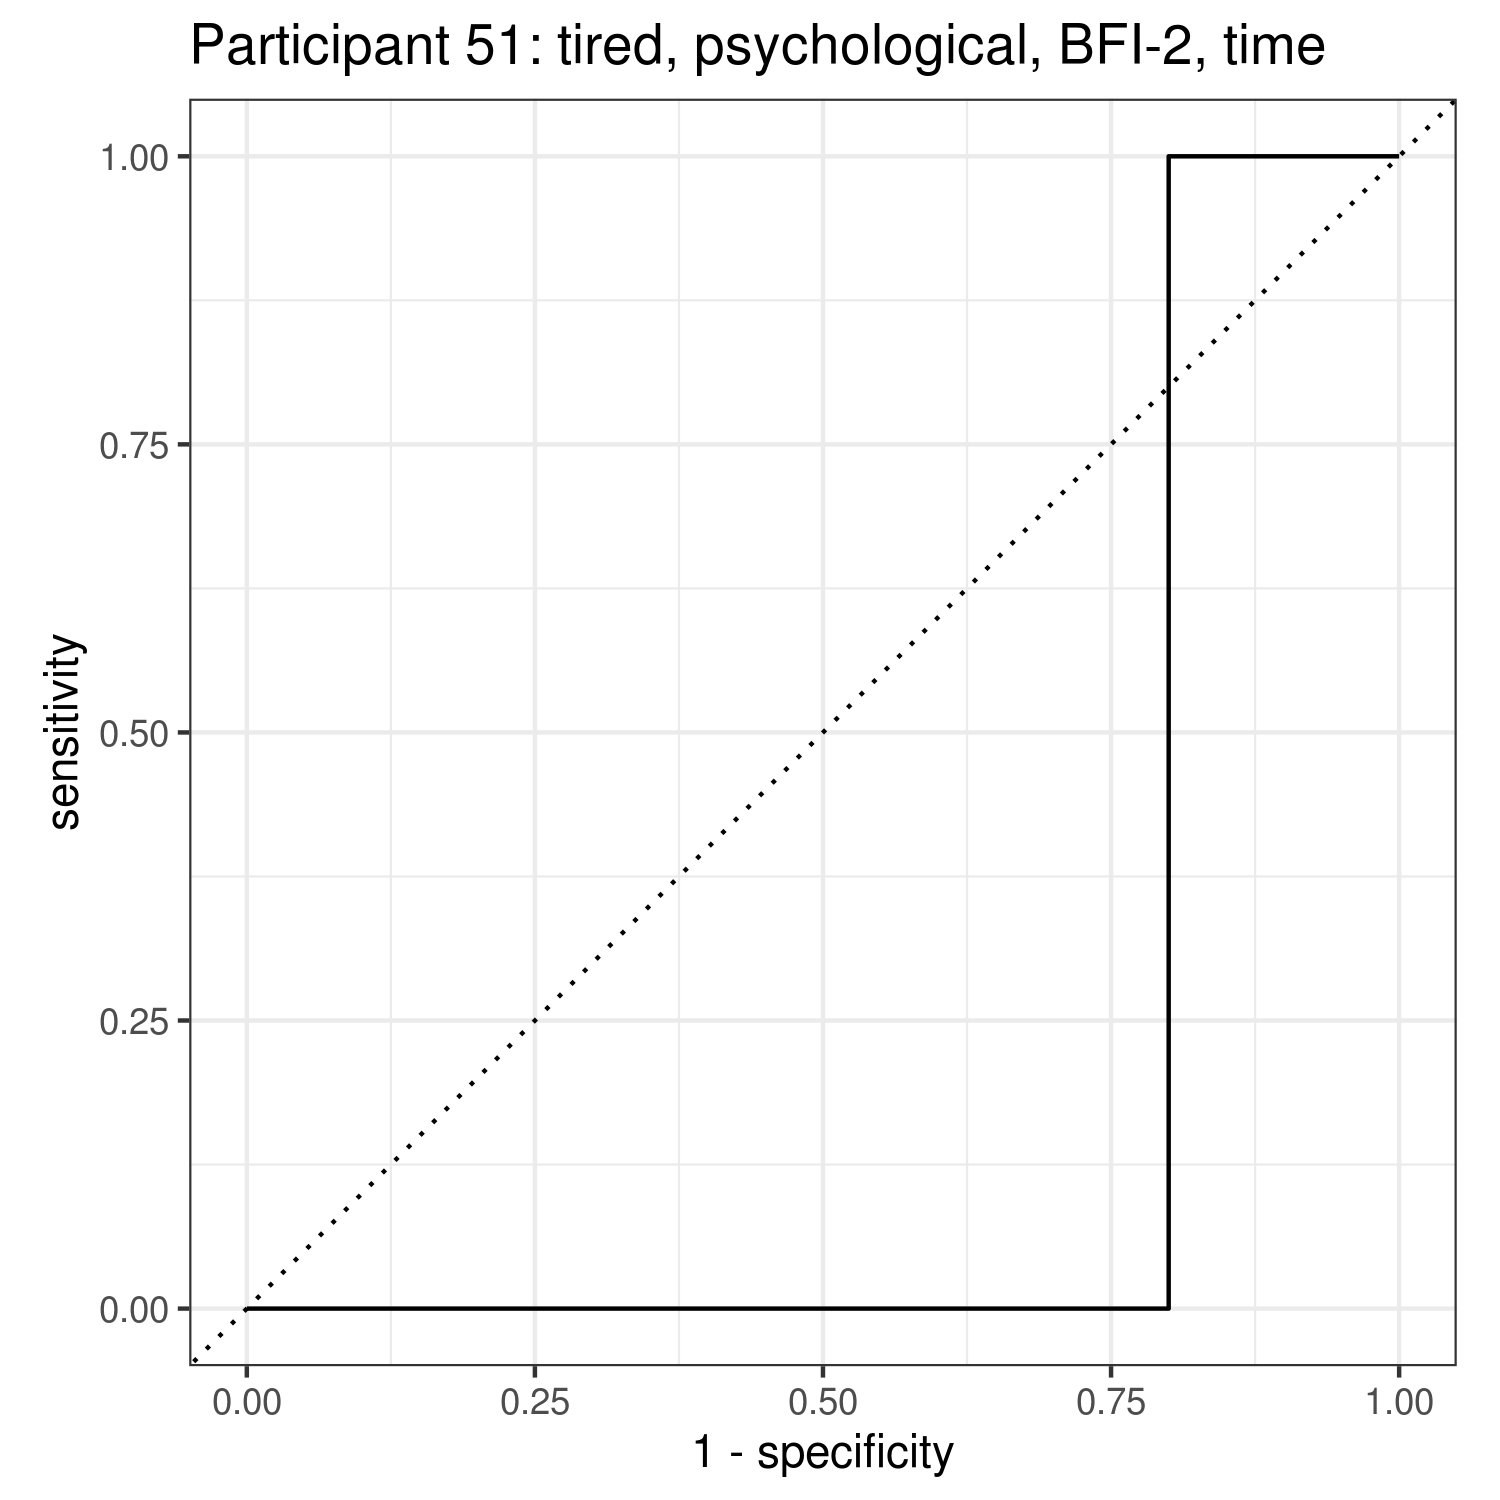 Participant 51: tired, psychological, BFI-2, time
1.00
0.75
0.50
0.25
0.00
sensitivity
0.00 0.25 0.50 0.75 1.00
1 - specificity